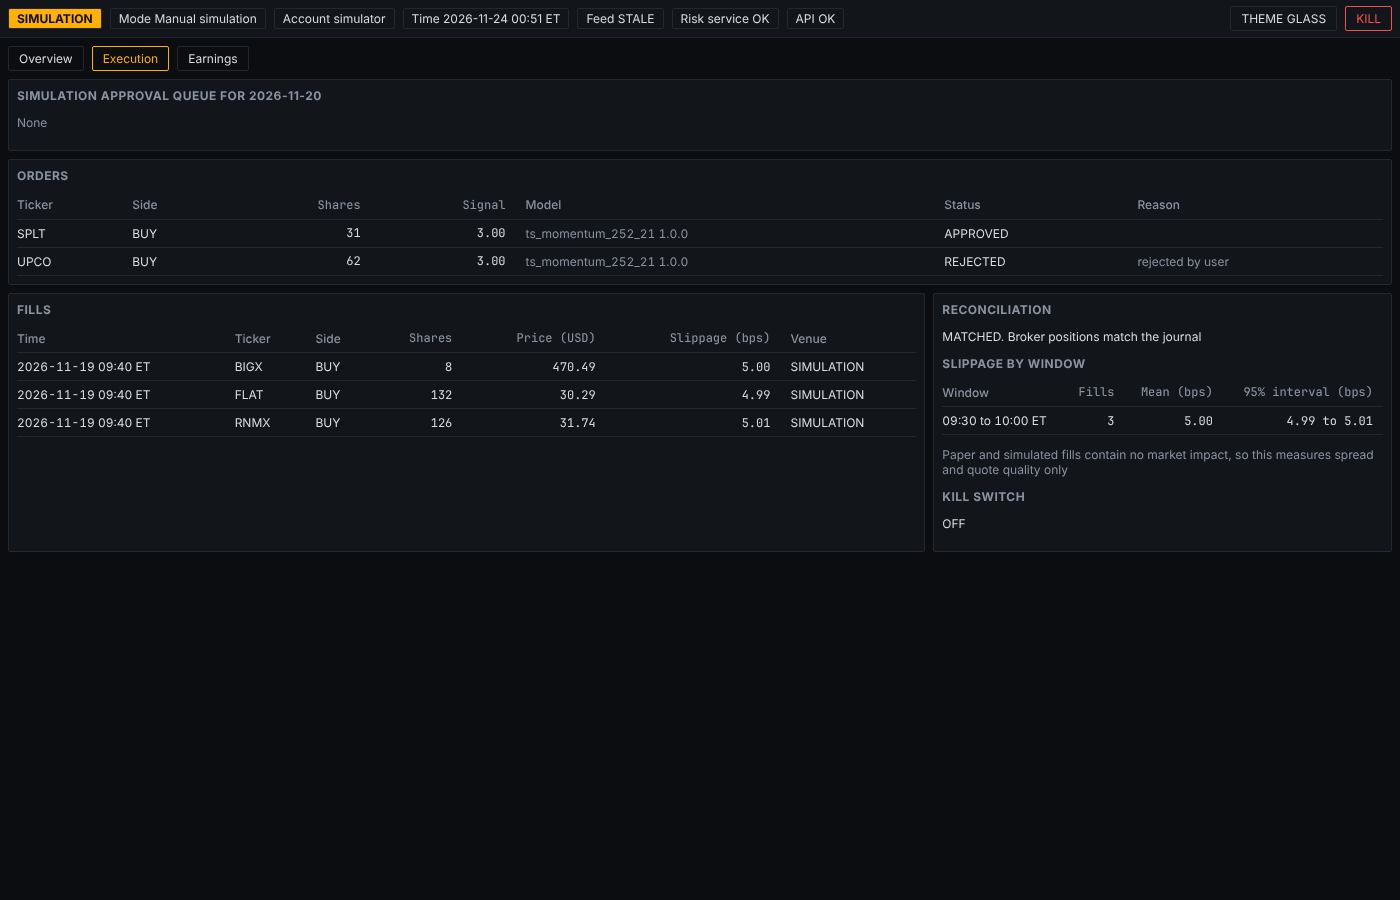 SIMULATION Mode Manual simulation Account simulator Time 2026-11-24 00:51 ET Feed STALE Risk service OK API OK THEME GLASS KILL
Overview Execution Earnings
SIMULATION APPROVAL QUEUE FOR 2026-11-20
None
ORDERS
Ticker Side Shares Signal Model Status Reason
SPLT BUY 31 3.00 ts_momentum_252_21 1.0.0 APPROVED
UPCO BUY 62 3.00 ts_momentum_252_21 1.0.0 REJECTED rejected by user
FILLS
Time Ticker Side Shares Price (USD) Slippage (bps) Venue
2026-11-19 09:40 ET BIGX BUY 8 470.49 5.00 SIMULATION
2026-11-19 09:40 ET FLAT BUY 132 30.29 4.99 SIMULATION
2026-11-19 09:40 ET RNMX BUY 126 31.74 5.01 SIMULATION
RECONCILIATION
MATCHED. Broker positions match the journal
SLIPPAGE BY WINDOW
Window Fills Mean (bps) 95% interval (bps)
09:30 to 10:00 ET 3 5.00 4.99 to 5.01
Paper and simulated fills contain no market impact, so this measures spread
and quote quality only
KILL SWITCH
OFF